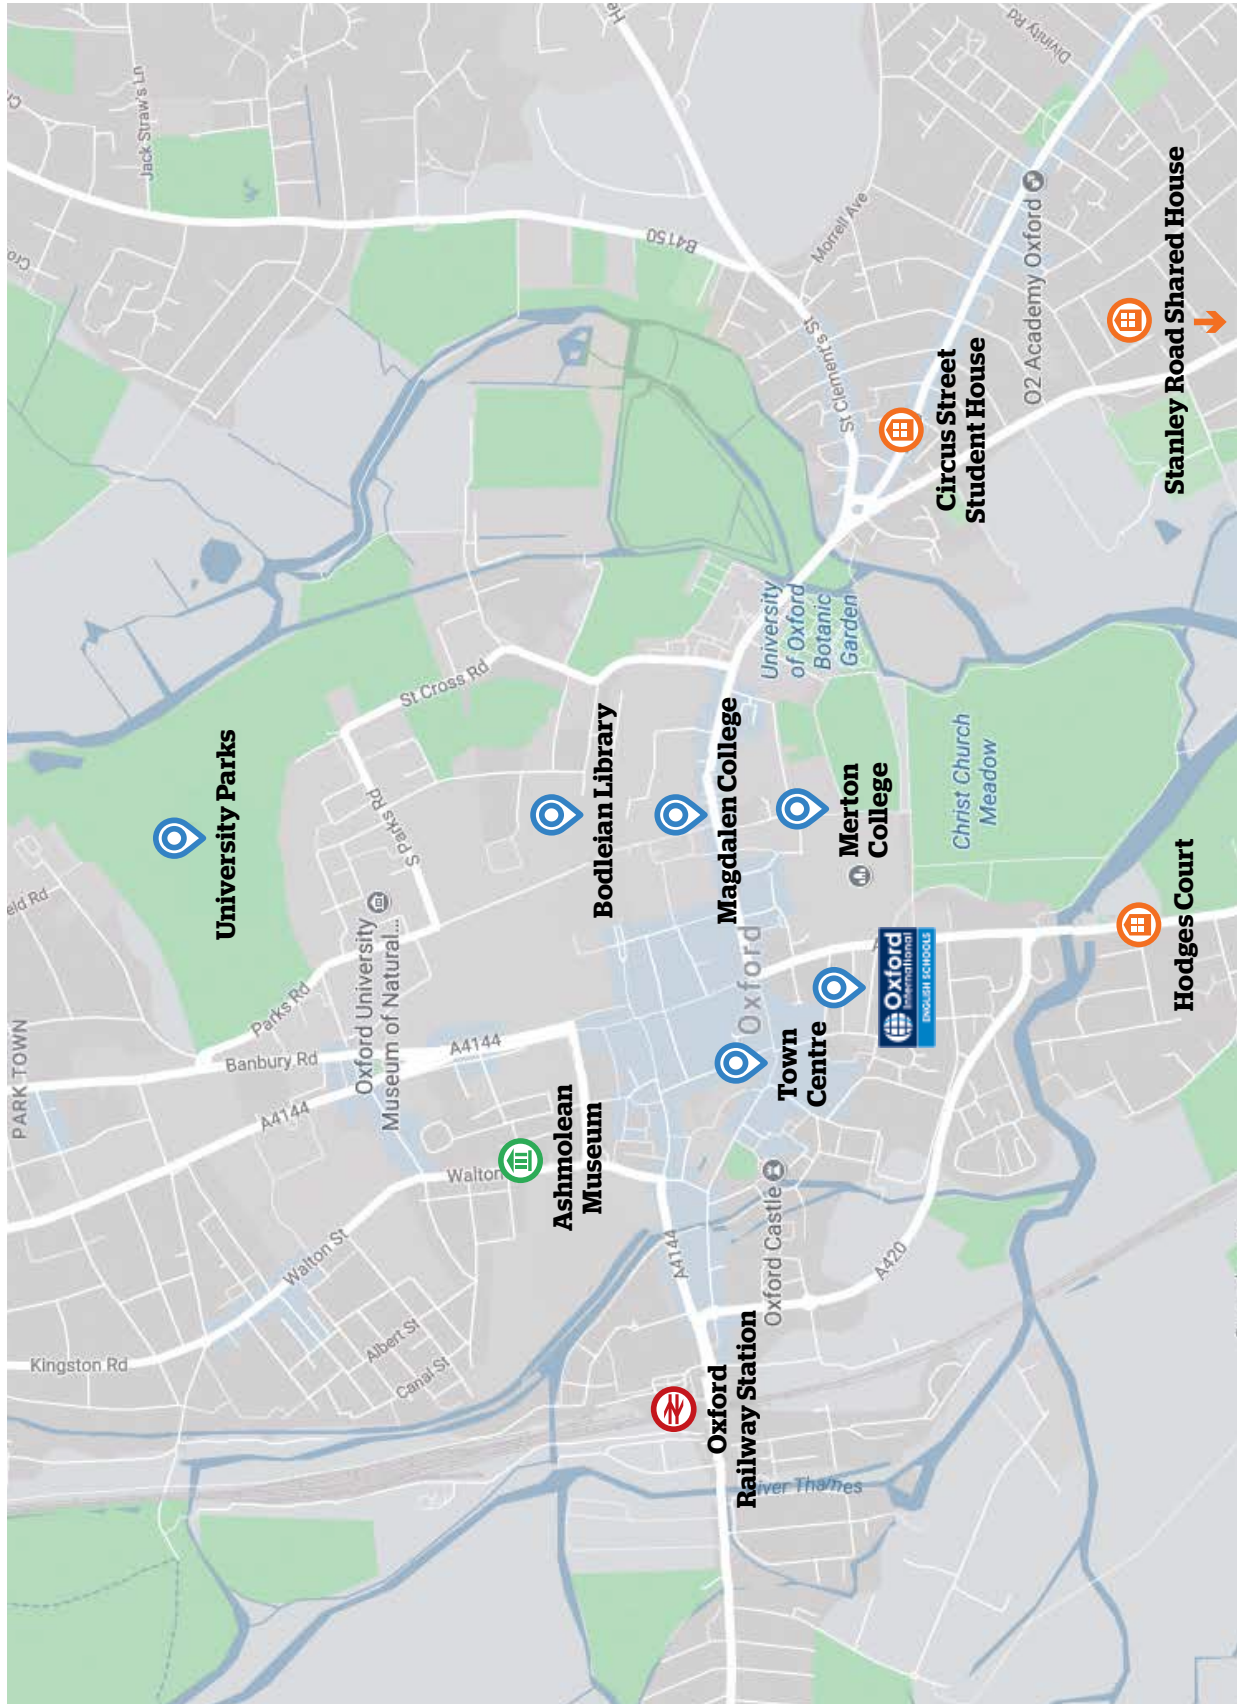 Jack Straw's Ln
Divinity Rd
B4150
Morrell Ave
St Clement's St
O2 Academy Oxford
Stanley Road Shared House
Circus Street
Student House
University
of Oxford
Botanic
Garden
St Cross Rd
University Parks
S Parks Rd
Bodleian Library
Magdalen College
Merton
College
Christ Church
Meadow
Hodges Court
Oxford University
Museum of Natural...
Parks Rd
Banbury Rd
PARK TOWN
A4144
A4144
Oxford
Oxford
International
ENGLISH SCHOOLS
Town
Centre
Ashmolean
Museum
Walton
Walton St
A4144
Oxford Castle
A420
Kingston Rd
Albert St
Canal St
Oxford
Railway Station
Thames